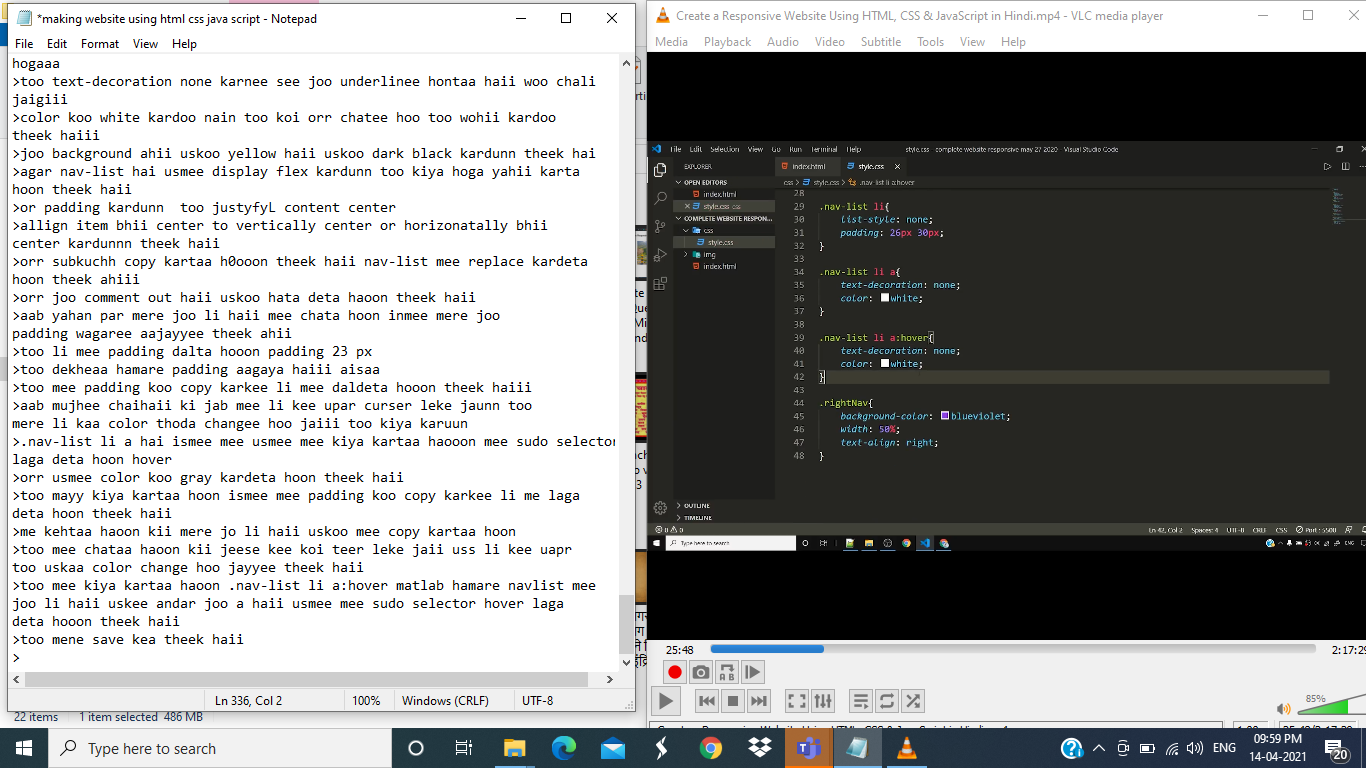 *making website using html css java script - Notepad
File Edit Format View Help
hogaaa
>too text-decoration none karnee see joo underlinee hontaa haii woo chali
jaigiii
>color koo white kardoo nain too koi orr chatee hoo too wohii kardoo
theek haiii
>joo background ahii uskoo yellow haii uskoo dark black kardunn theek hai
>agar nav-list hai usmee display flex kardunn too kiya hoga yahii karta
hoon theek haii
>or padding kardunn  too justyfyL content center
>allign item bhii center to vertically center or horizonatally bhii
center kardunnn theek haii
>orr subkuchh copy kartaa h0ooon theek haii nav-list mee replace kardeta
hoon theek ahiii
>orr joo comment out haii uskoo hata deta haoon theek haii
>aab yahan par mere joo li haii mee chata hoon inmee mere joo
padding wagaree aajayyee theek ahii
>too li mee padding dalta hooon padding 23 px
>too dekheaa hamare padding aagaya haiii aisaa
>too mee padding koo copy karkee li mee daldeta hooon theek haiii
>aab mujhee chaihaii ki jab mee li kee upar curser leke jaunn too
mere li kaa color thoda changee hoo jaiii too kiya karuun
>.nav-list li a hai ismee mee usmee mee kiya kartaa haooon mee sudo selector
laga deta hoon hover
>orr usmee color koo gray kardeta hoon theek haii
>too mayy kiya kartaa hoon ismee mee padding koo copy karkee li me laga
deta hoon theek haii
>me kehtaa haoon kii mere jo li haii uskoo mee copy kartaa hoon
>too mee chataa haoon kii jeese kee koi teer leke jaii uss li kee uapr
too uskaa color change hoo jayyee theek haii
>too mee kiya kartaa haoon .nav-list li a:hover matlab hamare navlist mee
joo li haii uskee andar joo a haii usmee mee sudo selector hover laga
deta hooon theek haii
>too mene save kea theek haii
>
Ln 336, Col 2 100% Windows (CRLF) UTF-8
22 items 1 item selected 486 MB
Create a Responsive Website Using HTML, CSS & JavaScript in Hindi.mp4 - VLC media player
Media Playback Audio Video Subtitle Tools View Help
File Edit Selection View Go Run Terminal Help style.css - complete website responsive may 27 2020 - Visual Studio Code
EXPLORER
OPEN EDITORS
index.html
style.css css
COMPLETE WEBSITE RESPON...
css
style.css
img
index.html
OUTLINE
TIMELINE
index.html style.css
css > style.css > .nav-list li a:hover
28
29 .nav-list li{
30 list-style: none;
31 padding: 26px 30px;
32 }
33
34 .nav-list li a{
35 text-decoration: none;
36 color: white;
37 }
38
39 .nav-list li a:hover{
40 text-decoration: none;
41 color: white;
42 }
43
44 .rightNav{
45 background-color: blueviolet;
46 width: 50%;
47 text-align: right;
48 }
0 0 Ln 42, Col 2 Spaces: 4 UTF-8 CRLF CSS Port : 5500
Type here to search
ENG
25:48 2:17:29
85%
Type here to search
ENG
09:59 PM
14-04-2021
20